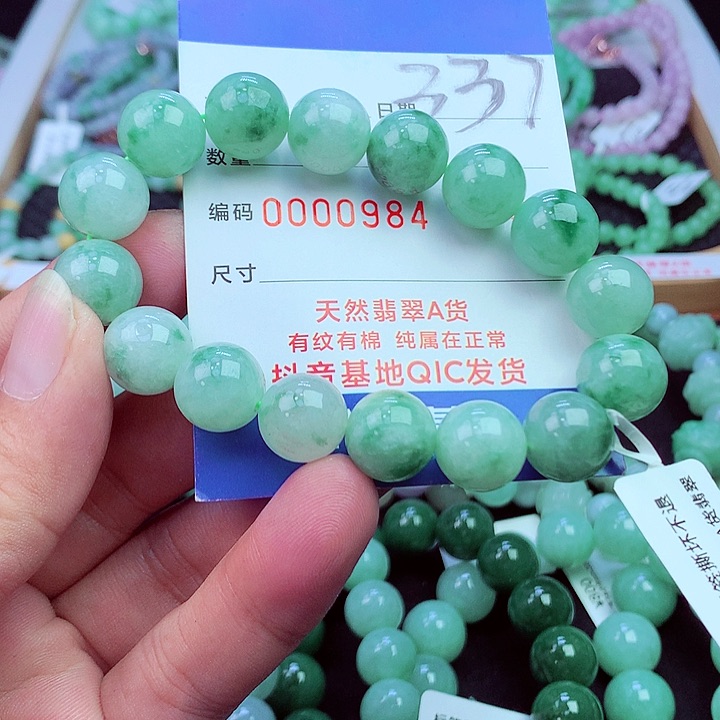 日期 337
数量
编码 0000984
尺寸
天然翡翠A货
有纹有棉 纯属在正常
抖音基地QIC发货